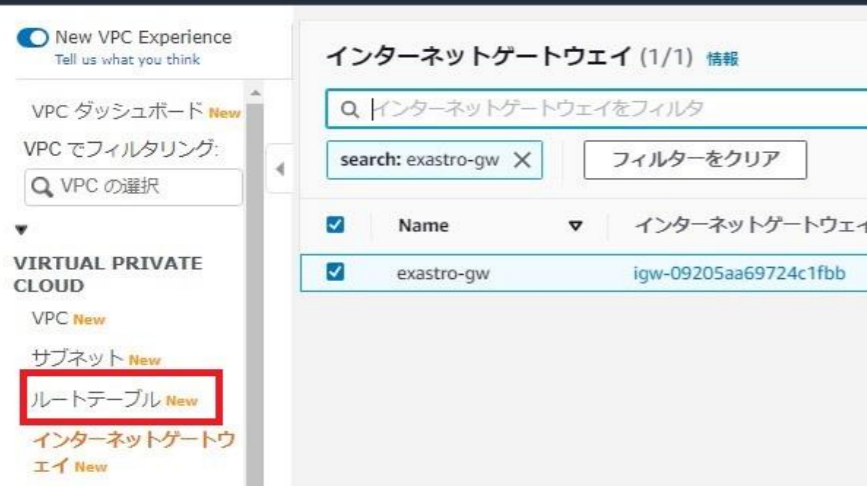 New VPC Experience
Tell us what you think
VPC ダッシュボード New
VPC でフィルタリング:
VPC の選択
VIRTUAL PRIVATE
CLOUD
VPC New
サブネット New
ルートテーブル New
インターネットゲートウ
ェイ New
インターネットゲートウェイ (1/1) 情報
インターネットゲートウェイをフィルタ
search: exastro-gw
フィルターをクリア
Name インターネットゲートウェイ
exastro-gw igw-09205aa69724c1fbb